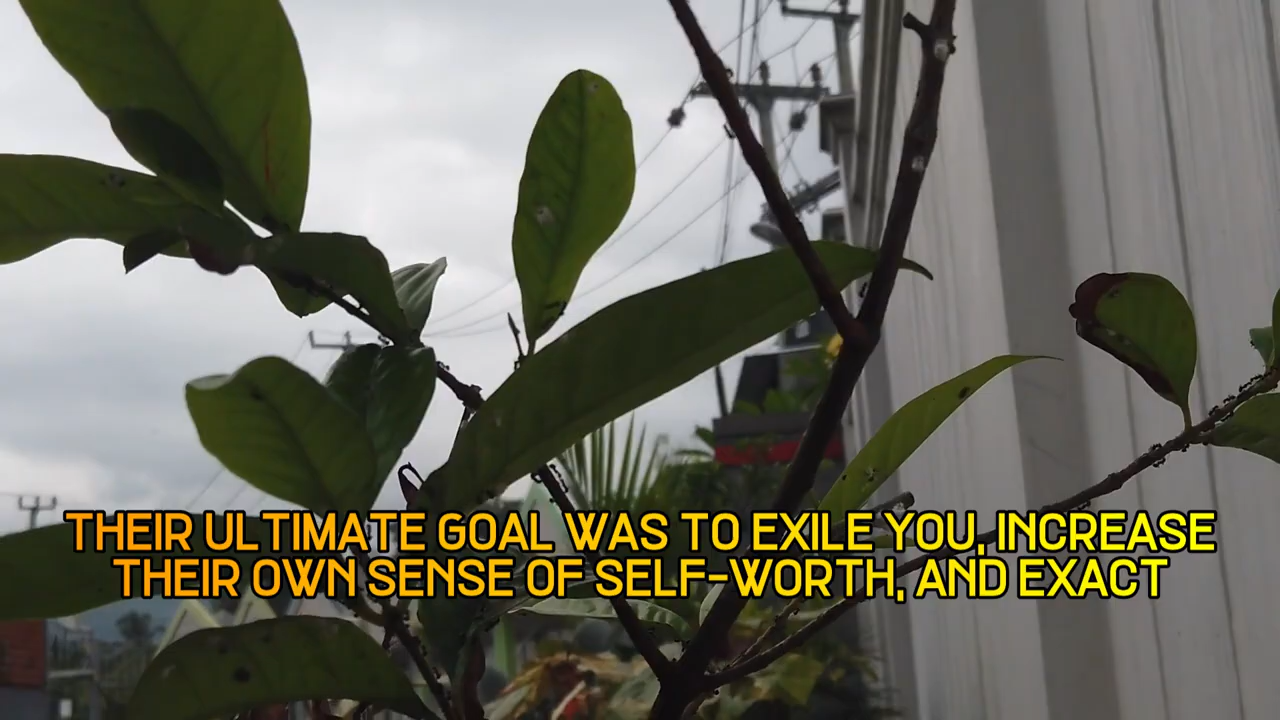 THEIR ULTIMATE GOAL WAS TO EXILE YOU, INCREASE
THEIR OWN SENSE OF SELF-WORTH, AND EXACT